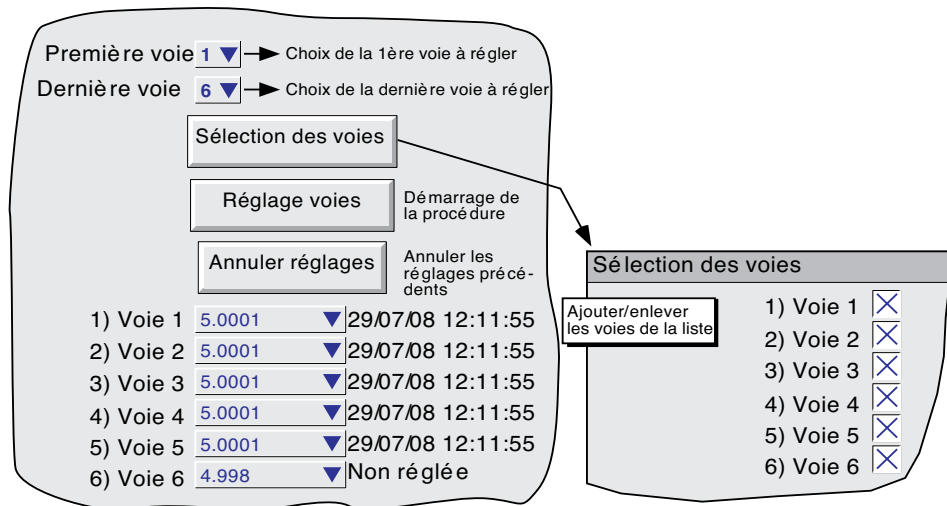 Première voie 1 Choix de la 1ère voie à régler
Dernière voie 6 Choix de la dernière voie à régler
Sélection des voies
Réglage voies
Démarrage de
la procédure
Annuler réglages
Annuler les
réglages précé-
dents
1) Voie 1 5.0001 29/07/08 12:11:55
2) Voie 2 5.0001 29/07/08 12:11:55
3) Voie 3 5.0001 29/07/08 12:11:55
4) Voie 4 5.0001 29/07/08 12:11:55
5) Voie 5 5.0001 29/07/08 12:11:55
6) Voie 6 4.998 Non réglée
Sélection des voies
Ajouter/enlever
les voies de la liste
1) Voie 1
2) Voie 2
3) Voie 3
4) Voie 4
5) Voie 5
6) Voie 6